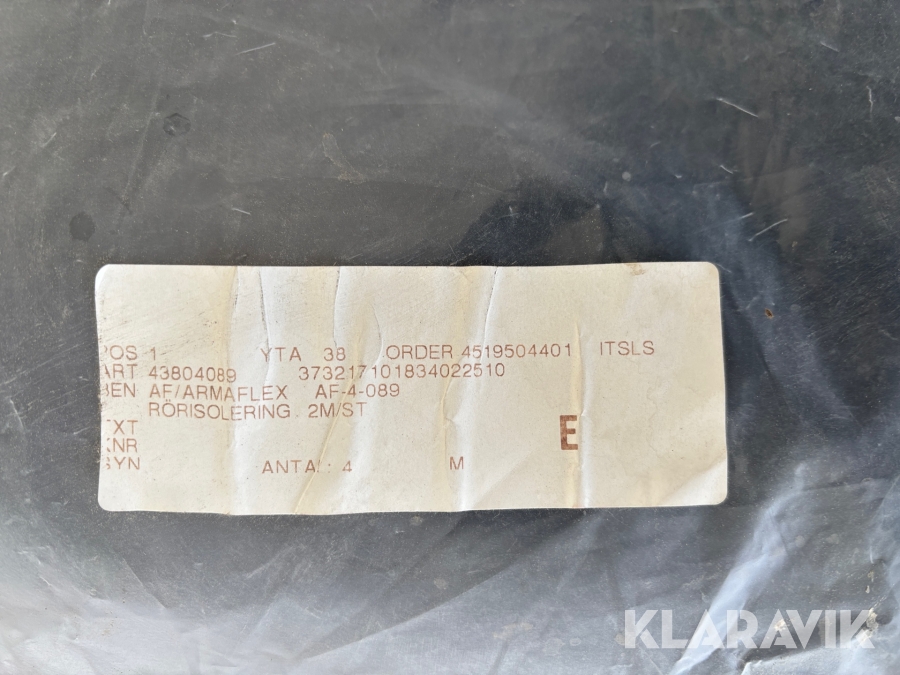 POS 1 YTA 38 ORDER 4519504401 ITSLS
ART 43804089 373217101834022510
BEN AF/ARMAFLEX AF-4-089
RÖRISOLERING 2M/ST
TXT
E
KNR
SYN ANTAL: 4 M
KLARAVIK